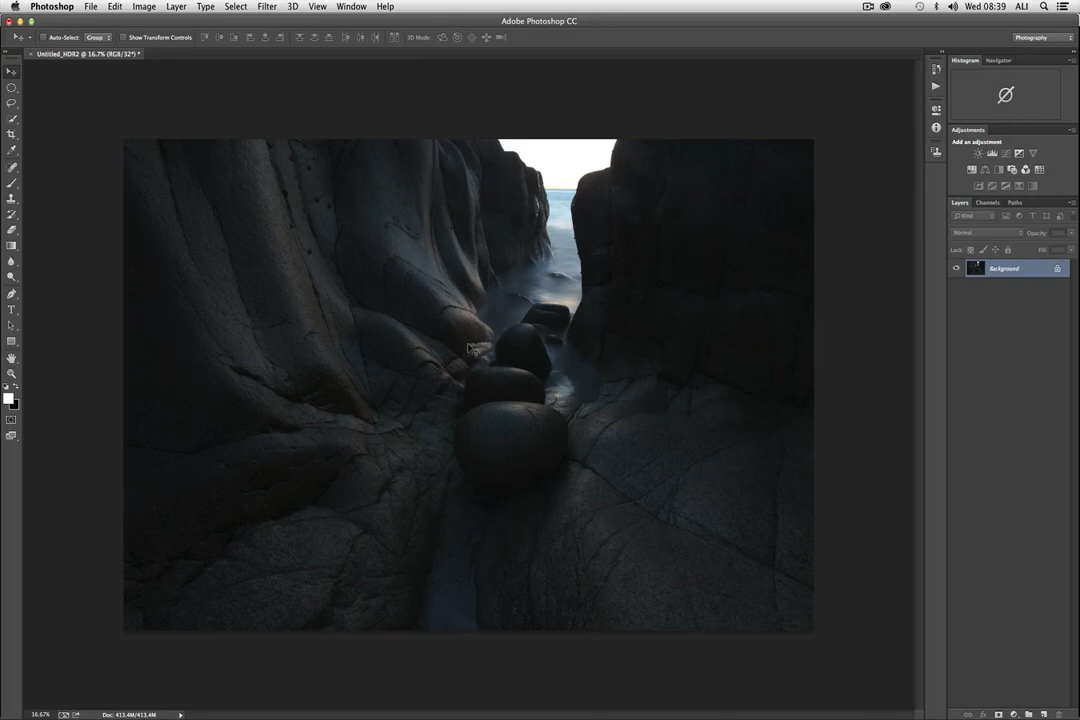 Photoshop File Edit Image Layer Type Select Filter 3D View Window Help Wed 08:39 ALI
Adobe Photoshop CC
Auto-Select: Group Show Transform Controls 3D Mode: Photography
Untitled_HDR2 @ 16.7% (RGB/32*) *
Histogram Navigator
Adjustments
Add an adjustment
Layers Channels Paths
Kind
Normal Opacity:
Lock: Fill:
Background
16.67% Doc: 413.4M/413.4M